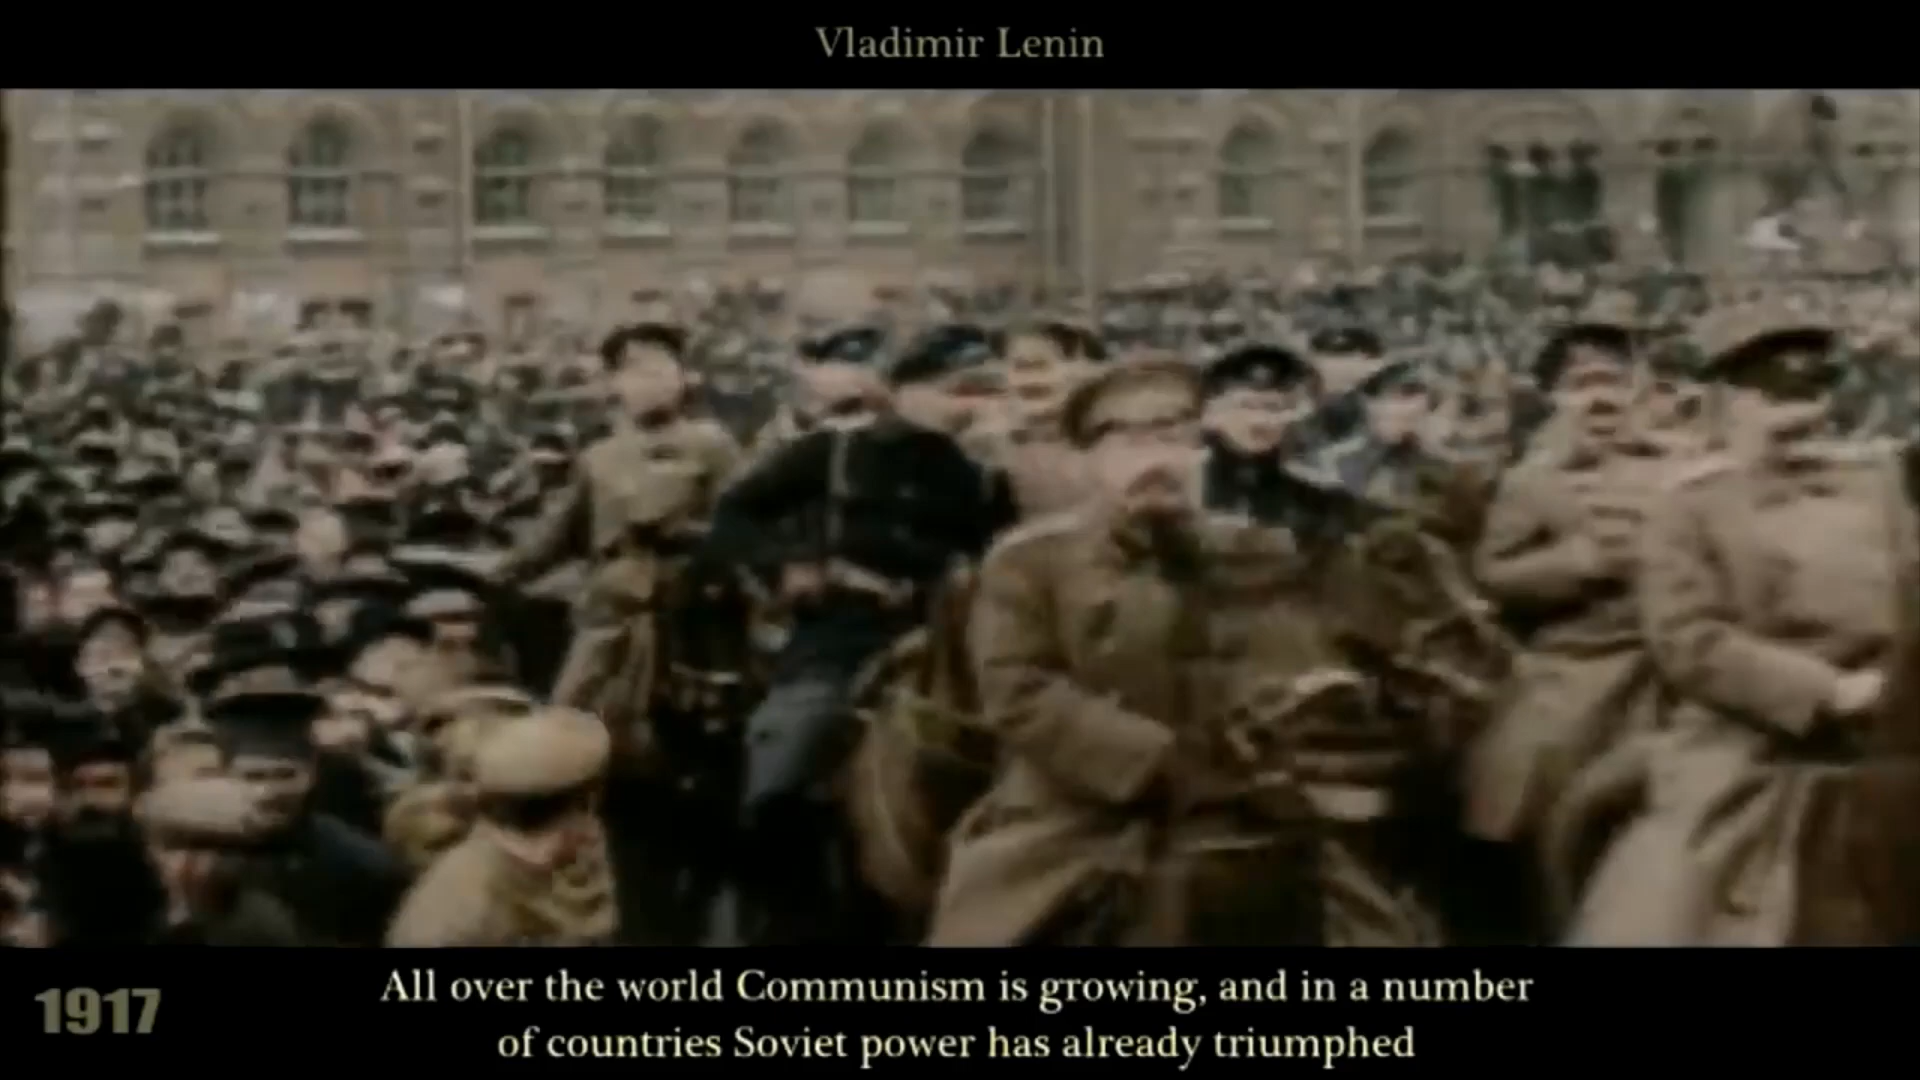 Vladimir Lenin
1917
All over the world Communism is growing, and in a number
of countries Soviet power has already triumphed